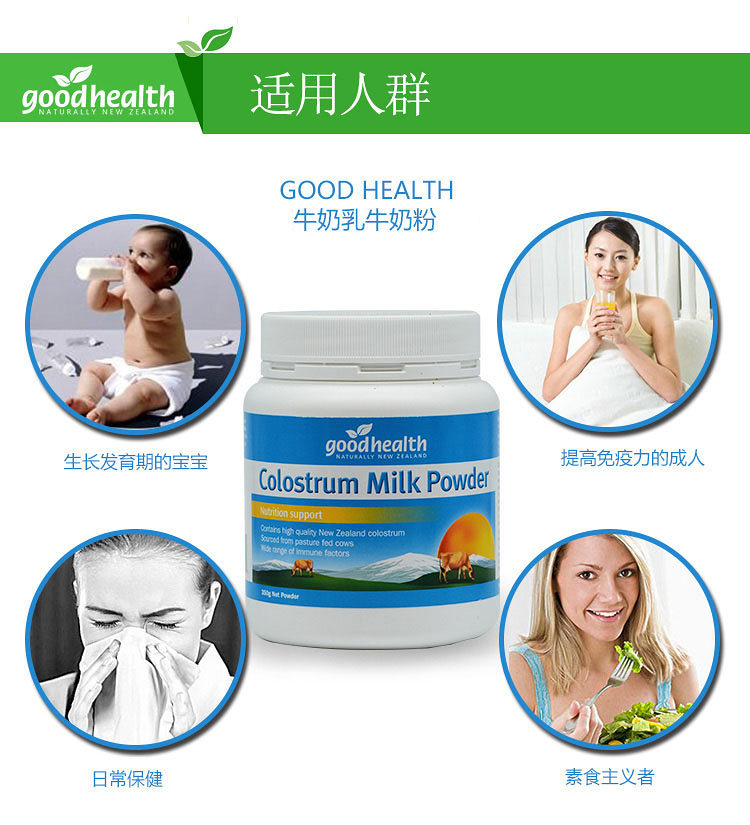 goodhealth
NATURALLY NEW ZEALAND
适用人群
GOOD HEALTH
牛奶乳牛奶粉
goodhealth
NATURALLY NEW ZEALAND
Colostrum Milk Powder
Nutrition support
Contains high quality New Zealand colostrum
Sourced from pasture fed cows
Wide range of immune factors
350g Net Powder
生长发育期的宝宝
提高免疫力的成人
日常保健
素食主义者